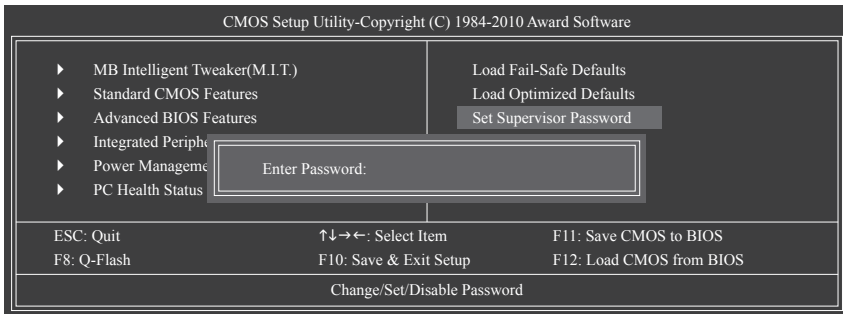 CMOS Setup Utility-Copyright (C) 1984-2010 Award Software
MB Intelligent Tweaker(M.I.T.)
Standard CMOS Features
Advanced BIOS Features
Integrated Periphe
Power Manageme
PC Health Status
Load Fail-Safe Defaults
Load Optimized Defaults
Set Supervisor Password
Enter Password:
ESC: Quit ↑↓→←: Select Item F11: Save CMOS to BIOS
F8: Q-Flash F10: Save & Exit Setup F12: Load CMOS from BIOS
Change/Set/Disable Password